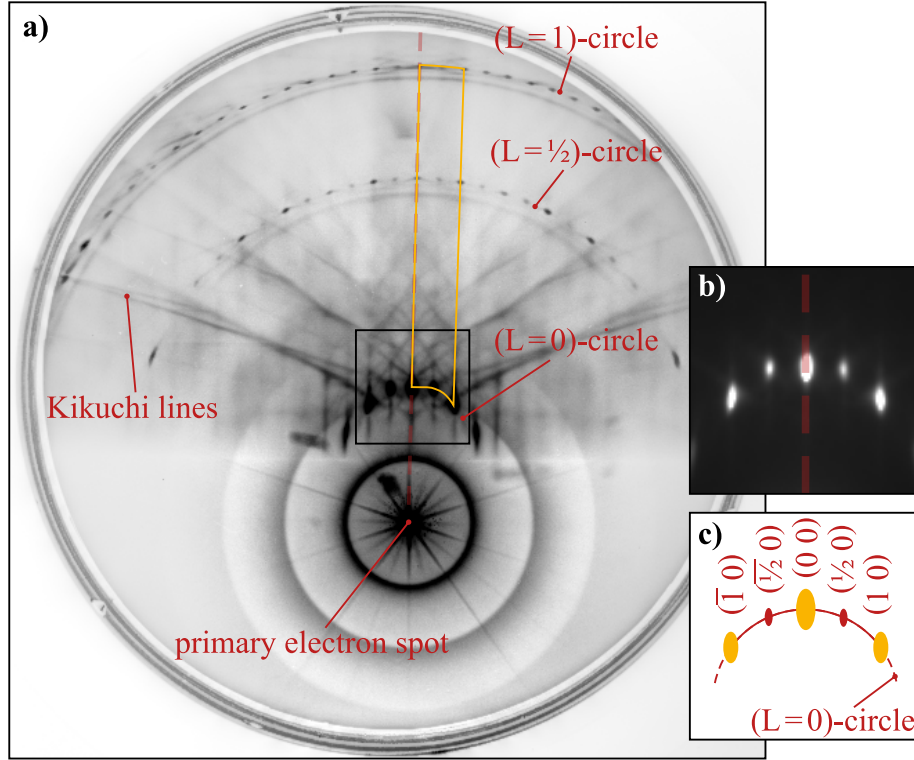 a)
(L=1)-circle
(L=½)-circle
(L=0)-circle
Kikuchi lines
primary electron spot
b)
c)
(1̅ 0)
(½̅ 0)
(0 0)
(½ 0)
(1 0)
(L=0)-circle